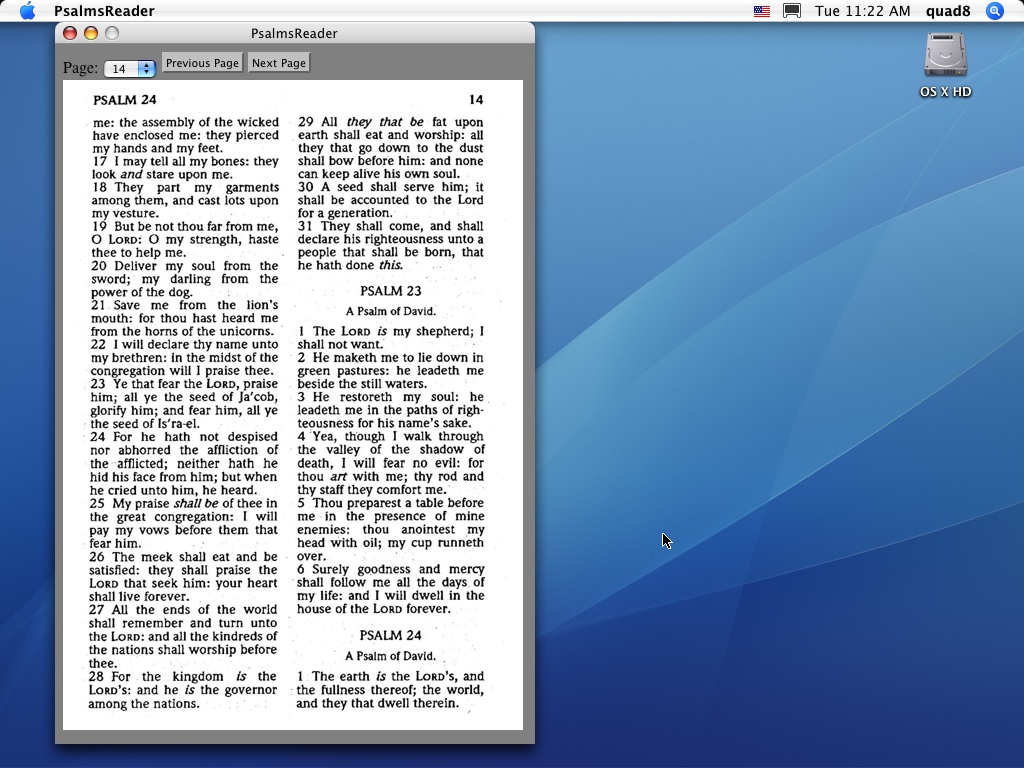 PsalmsReader
Tue 11:22 AM
quad8
PsalmsReader
Page: 14 Previous Page Next Page
OS X HD
PSALM 24
14
me: the assembly of the wicked
have enclosed me: they pierced
my hands and my feet.
17 I may tell all my bones: they
look and stare upon me.
18 They part my garments
among them, and cast lots upon
my vesture.
19 But be not thou far from me,
O LORD: O my strength, haste
thee to help me.
20 Deliver my soul from the
sword; my darling from the
power of the dog.
21 Save me from the lion's
mouth: for thou hast heard me
from the horns of the unicorns.
22 I will declare thy name unto
my brethren: in the midst of the
congregation will I praise thee.
23 Ye that fear the LORD, praise
him; all ye the seed of Ja'cob,
glorify him; and fear him, all ye
the seed of Is'ra-el.
24 For he hath not despised
nor abhorred the affliction of
the afflicted; neither hath he
hid his face from him; but when
he cried unto him, he heard.
25 My praise shall be of thee in
the great congregation: I will
pay my vows before them that
fear him.
26 The meek shall eat and be
satisfied: they shall praise the
LORD that seek him: your heart
shall live forever.
27 All the ends of the world
shall remember and turn unto
the LORD: and all the kindreds of
the nations shall worship before
thee.
28 For the kingdom is the
LORD'S: and he is the governor
among the nations.
29 All they that be fat upon
earth shall eat and worship: all
they that go down to the dust
shall bow before him: and none
can keep alive his own soul.
30 A seed shall serve him; it
shall be accounted to the Lord
for a generation.
31 They shall come, and shall
declare his righteousness unto a
people that shall be born, that
he hath done this.
PSALM 23
A Psalm of David.
1 The LORD is my shepherd; I
shall not want.
2 He maketh me to lie down in
green pastures: he leadeth me
beside the still waters.
3 He restoreth my soul: he
leadeth me in the paths of righ-
teousness for his name's sake.
4 Yea, though I walk through
the valley of the shadow of
death, I will fear no evil: for
thou art with me; thy rod and
thy staff they comfort me.
5 Thou preparest a table before
me in the presence of mine
enemies: thou anointest my
head with oil; my cup runneth
over.
6 Surely goodness and mercy
shall follow me all the days of
my life: and I will dwell in the
house of the LORD forever.
PSALM 24
A Psalm of David.
1 The earth is the LORD'S, and
the fullness thereof; the world,
and they that dwell therein.